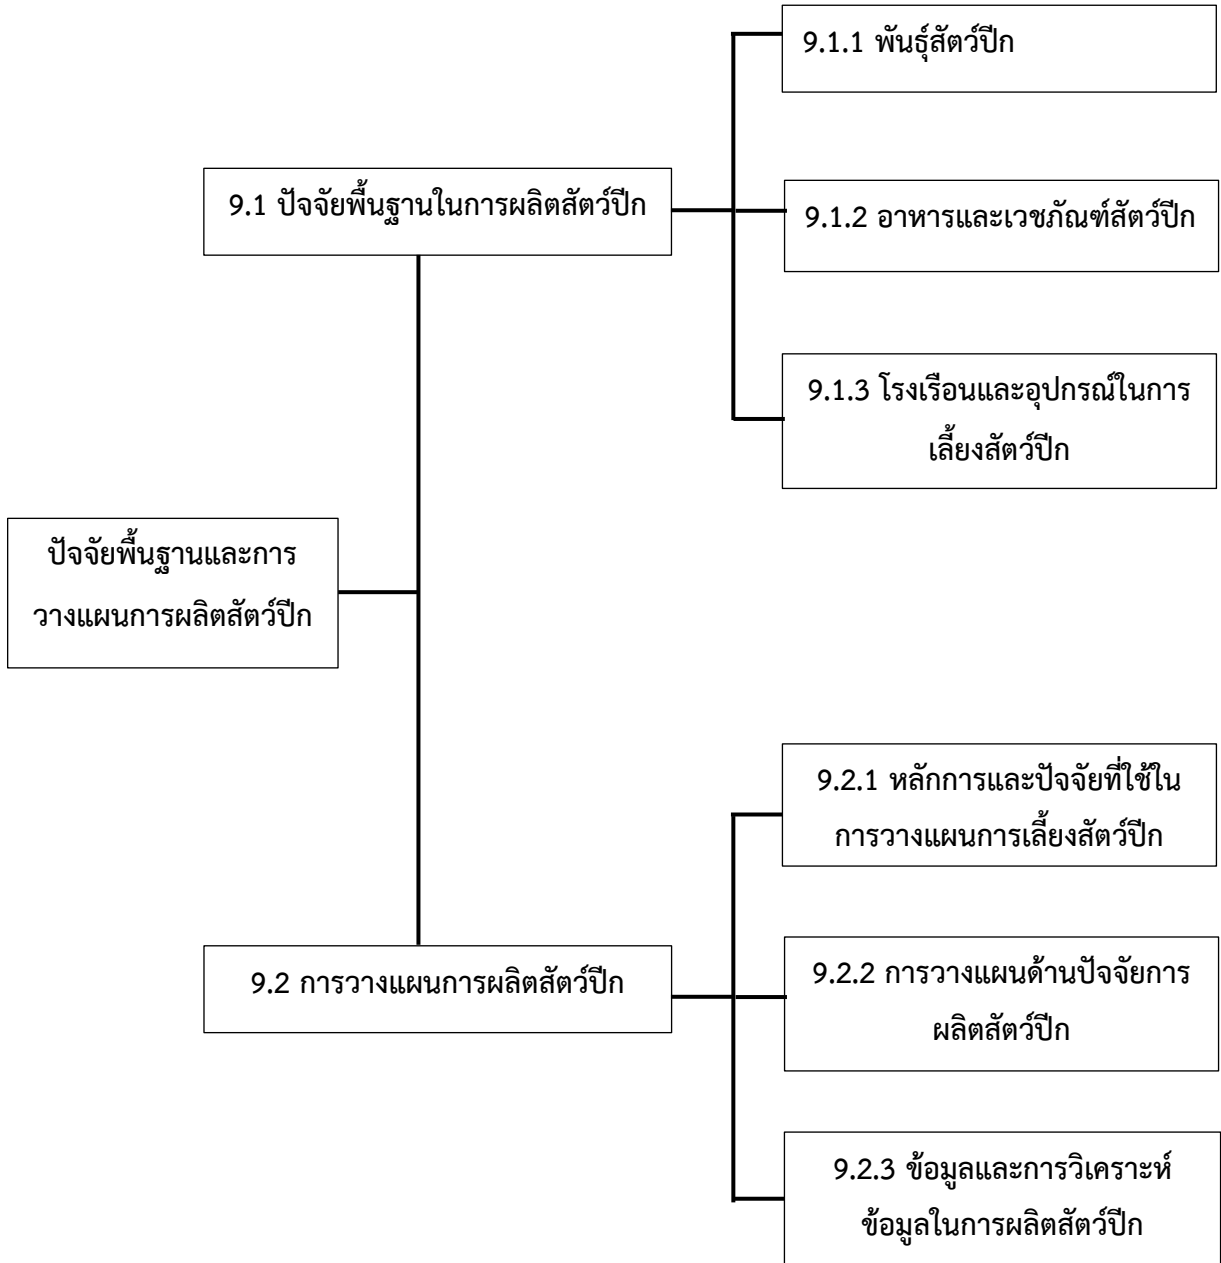 9.1.1 พันธุ์สัตว์ปีก
9.1 ปัจจัยพื้นฐานในการผลิตสัตว์ปีก
9.1.2 อาหารและเวชภัณฑ์สัตว์ปีก
9.1.3 โรงเรือนและอุปกรณ์ในการ
เลี้ยงสัตว์ปีก
ปัจจัยพื้นฐานและการ
วางแผนการผลิตสัตว์ปีก
9.2.1 หลักการและปัจจัยที่ใช้ใน
การวางแผนการเลี้ยงสัตว์ปีก
9.2 การวางแผนการผลิตสัตว์ปีก
9.2.2 การวางแผนด้านปัจจัยการ
ผลิตสัตว์ปีก
9.2.3 ข้อมูลและการวิเคราะห์
ข้อมูลในการผลิตสัตว์ปีก